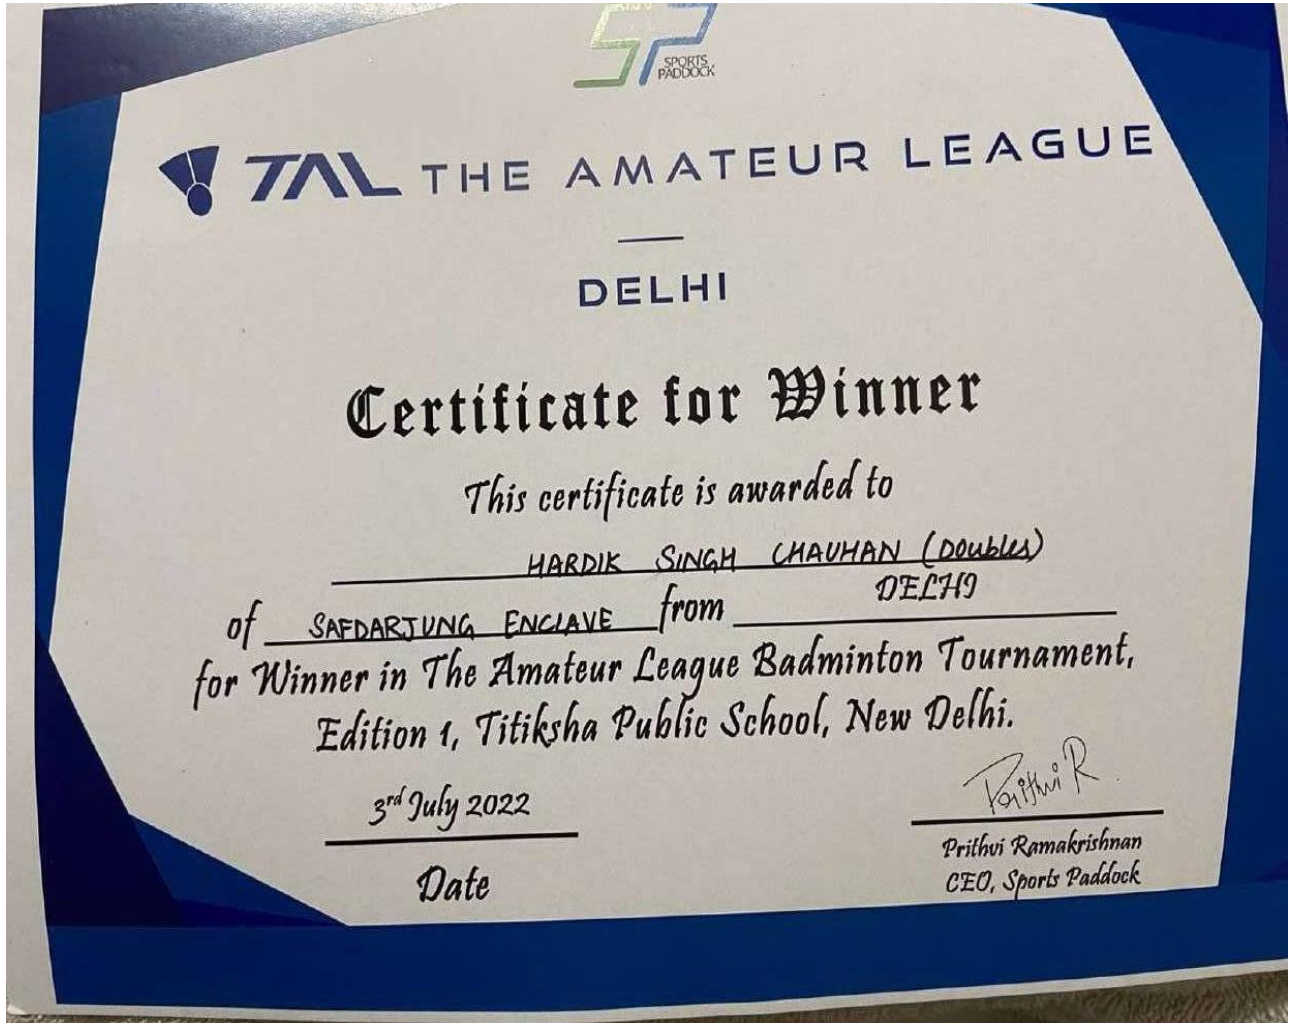 SP
SPORTS
PADDOCK
TAL THE AMATEUR LEAGUE
DELHI
Certificate for Winner
This certificate is awarded to
HARDIK SINGH CHAUHAN (Doubles)
of SAFDARJUNG ENCLAVE from DELHI
for Winner in The Amateur League Badminton Tournament,
Edition 1, Titiksha Public School, New Delhi.
3rd July 2022
Date
Prithvi R
Prithvi Ramakrishnan
CEO, Sports Paddock